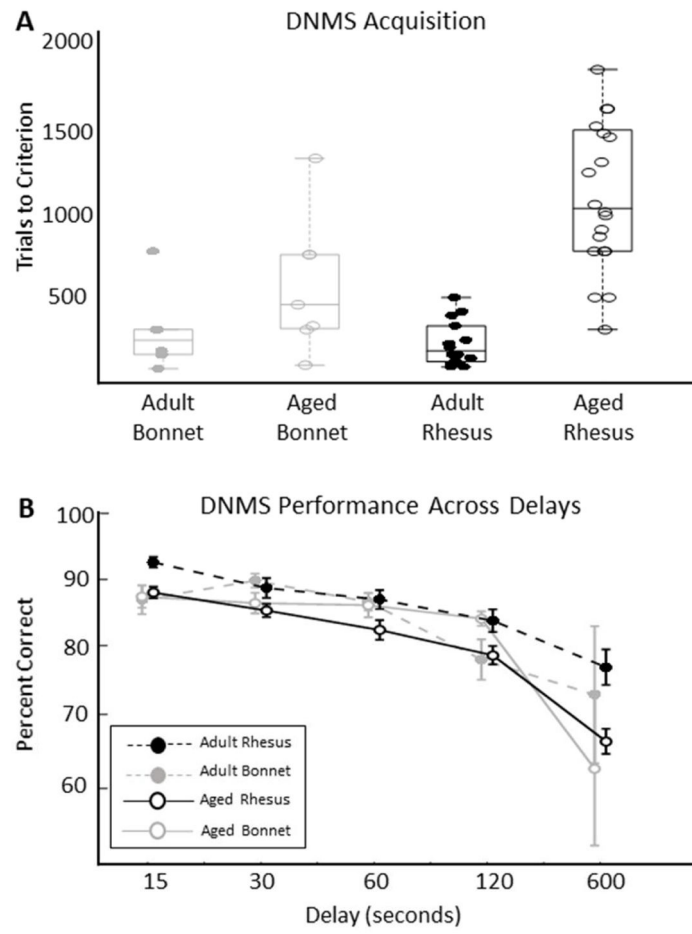 A
DNMS Acquisition
2000
1500
1000
500
Trials to Criterion
Adult
Bonnet
Aged
Bonnet
Adult
Rhesus
Aged
Rhesus
B
DNMS Performance Across Delays
100
90
80
70
60
Percent Correct
Adult Rhesus
Adult Bonnet
Aged Rhesus
Aged Bonnet
15
30
60
120
600
Delay (seconds)